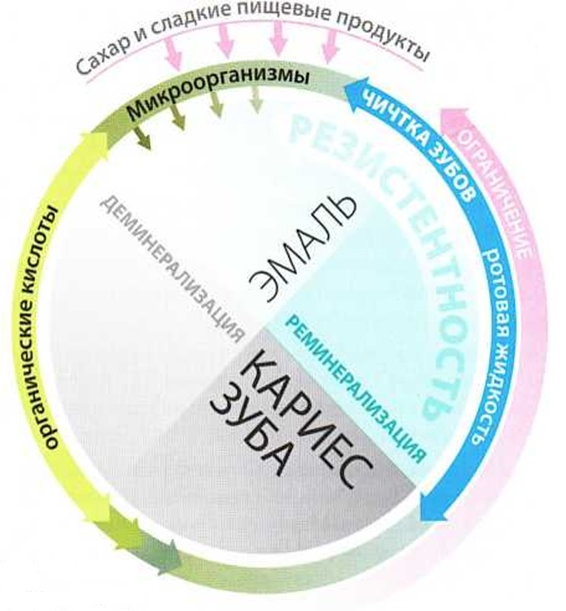 Сахар и сладкие пищевые продукты
Микроорганизмы
ЧИЧТКА ЗУБОВ
ОГРАНИЧЕНИЕ
РЕЗИСТЕНТНОСТЬ
ротовая жидкость
органические кислоты
ДЕМИНЕРАЛИЗАЦИЯ
ЭМАЛЬ
РЕМИНЕРАЛИЗАЦИЯ
КАРИЕС
ЗУБА